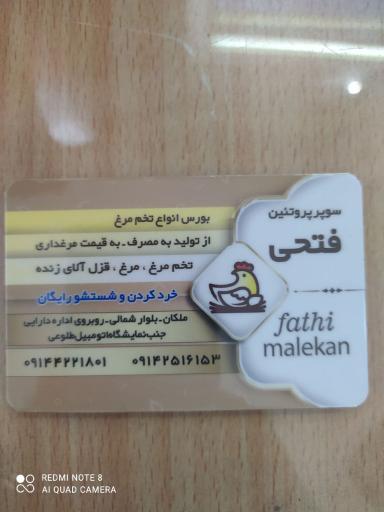 سوپر پروتئین
فتحی
fathi
malekan
بورس انواع تخم مرغ
از تولید به مصرف - به قیمت مرغداری
تخم مرغ ، مرغ ، قزل آلای زنده
خرد کردن و شستشو رایگان
ملکان - بلوار شمالی - روبروی اداره دارایی
جنب نمایشگاه اتومبیل طلوعی
۰۹۱۴۴۲۲۱۸۰۱ ۰۹۱۴۲۵۱۶۱۵۳
REDMI NOTE 8
AI QUAD CAMERA